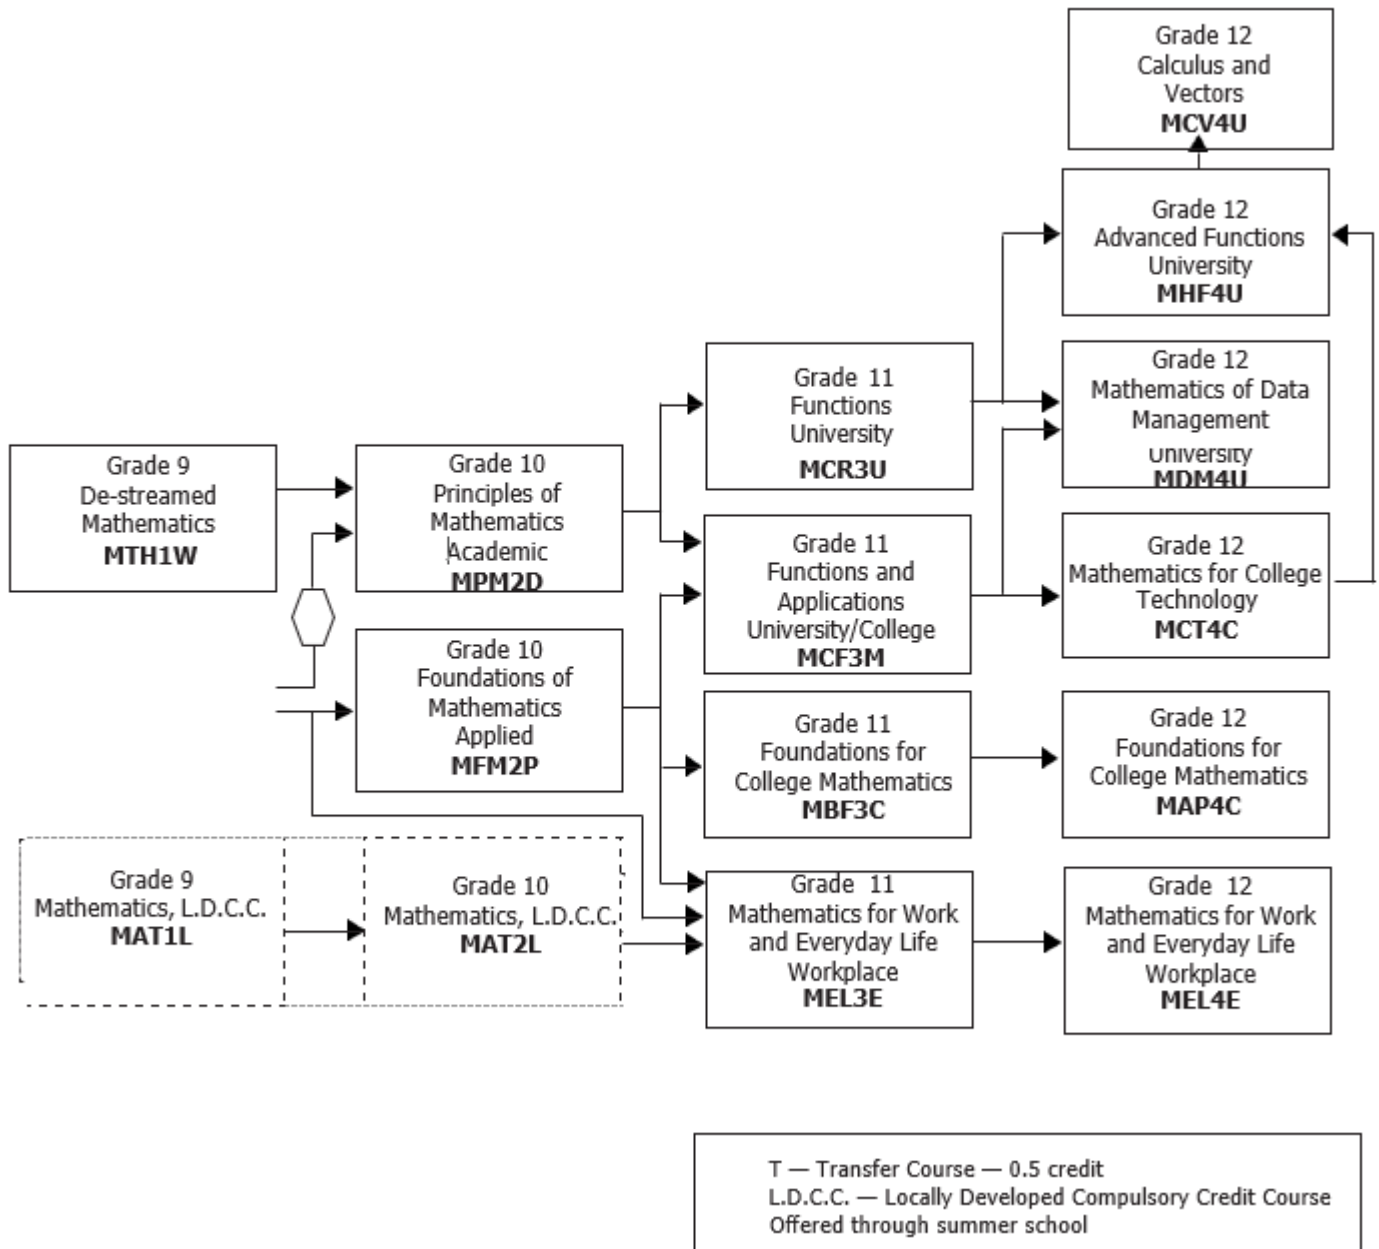 Grade 12
Calculus and
Vectors
MCV4U
Grade 12
Advanced Functions
University
MHF4U
Grade 11
Functions
University
MCR3U
Grade 12
Mathematics of Data
Management
University
MDM4U
Grade 9
De-streamed
Mathematics
MTH1W
Grade 10
Principles of
Mathematics
Academic
MPM2D
Grade 11
Functions and
Applications
University/College
MCF3M
Grade 12
Mathematics for College
Technology
MCT4C
Grade 10
Foundations of
Mathematics
Applied
MFM2P
Grade 11
Foundations for
College Mathematics
MBF3C
Grade 12
Foundations for
College Mathematics
MAP4C
Grade 9
Mathematics, L.D.C.C.
MAT1L
Grade 10
Mathematics, L.D.C.C.
MAT2L
Grade 11
Mathematics for Work
and Everyday Life
Workplace
MEL3E
Grade 12
Mathematics for Work
and Everyday Life
Workplace
MEL4E
T — Transfer Course — 0.5 credit
L.D.C.C. — Locally Developed Compulsory Credit Course
Offered through summer school